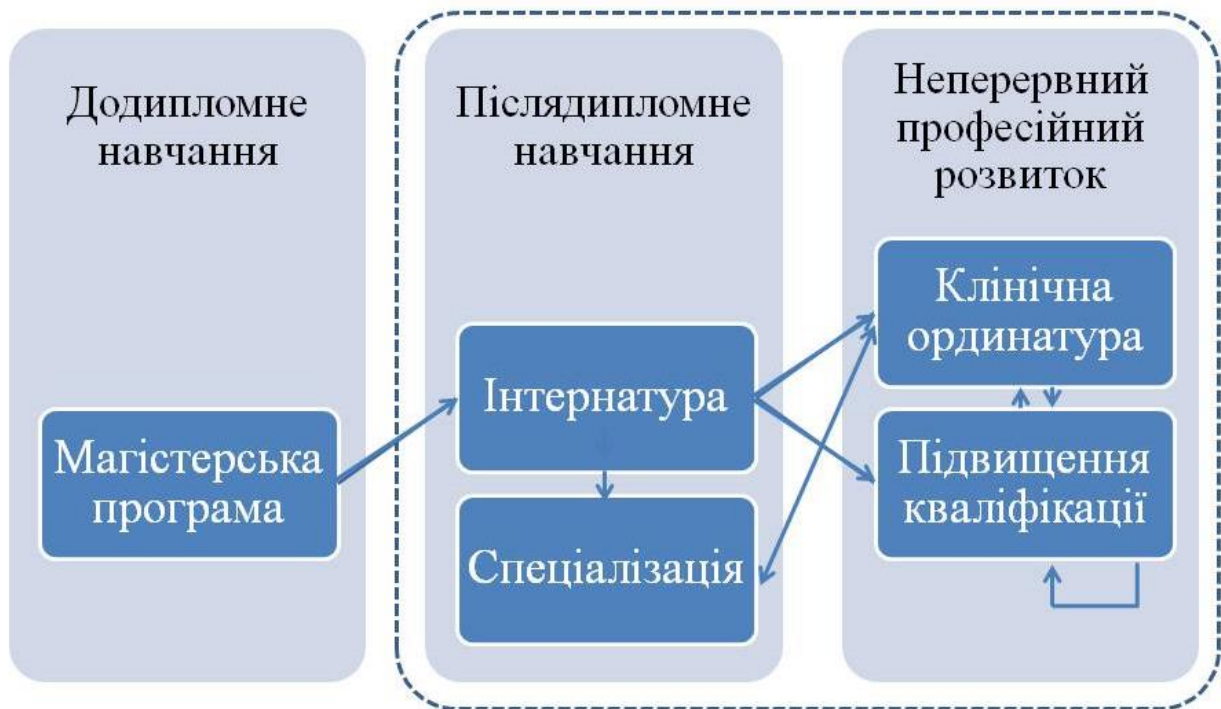 Додипломне
навчання
Магістерська
програма
Післядипломне
навчання
Інтернатура
Спеціалізація
Неперервний
професійний
розвиток
Клінічна
ординатура
Підвищення
кваліфікації